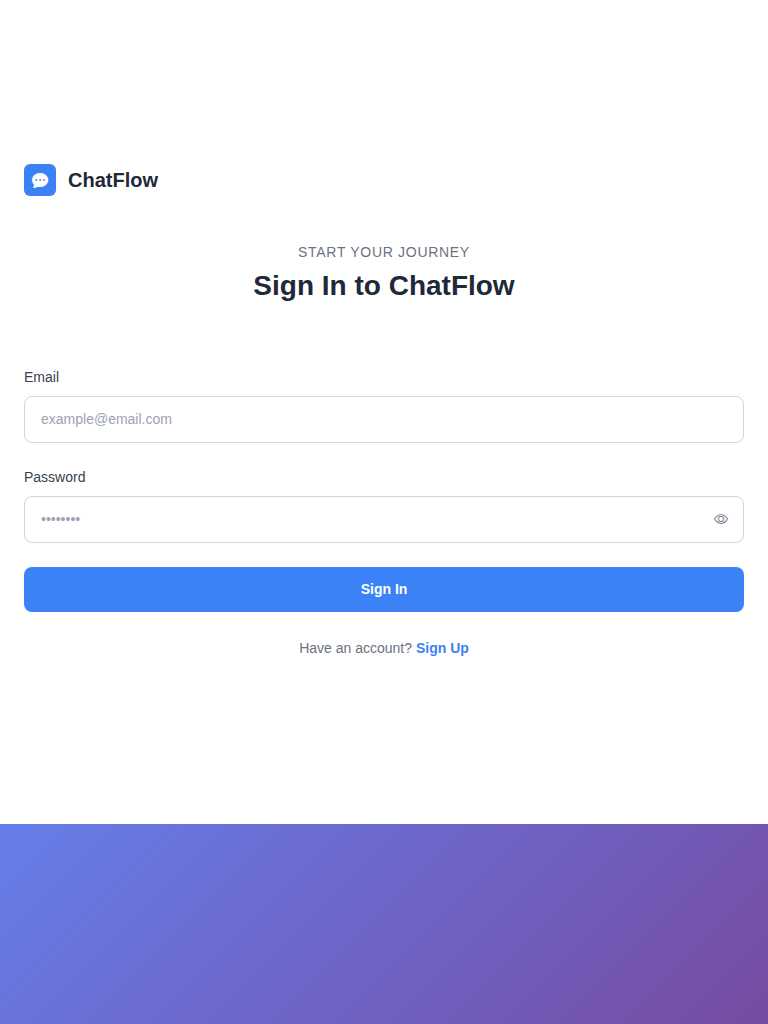 ChatFlow
START YOUR JOURNEY
Sign In to ChatFlow
Email
example@email.com
Password
••••••••
Sign In
Have an account? Sign Up